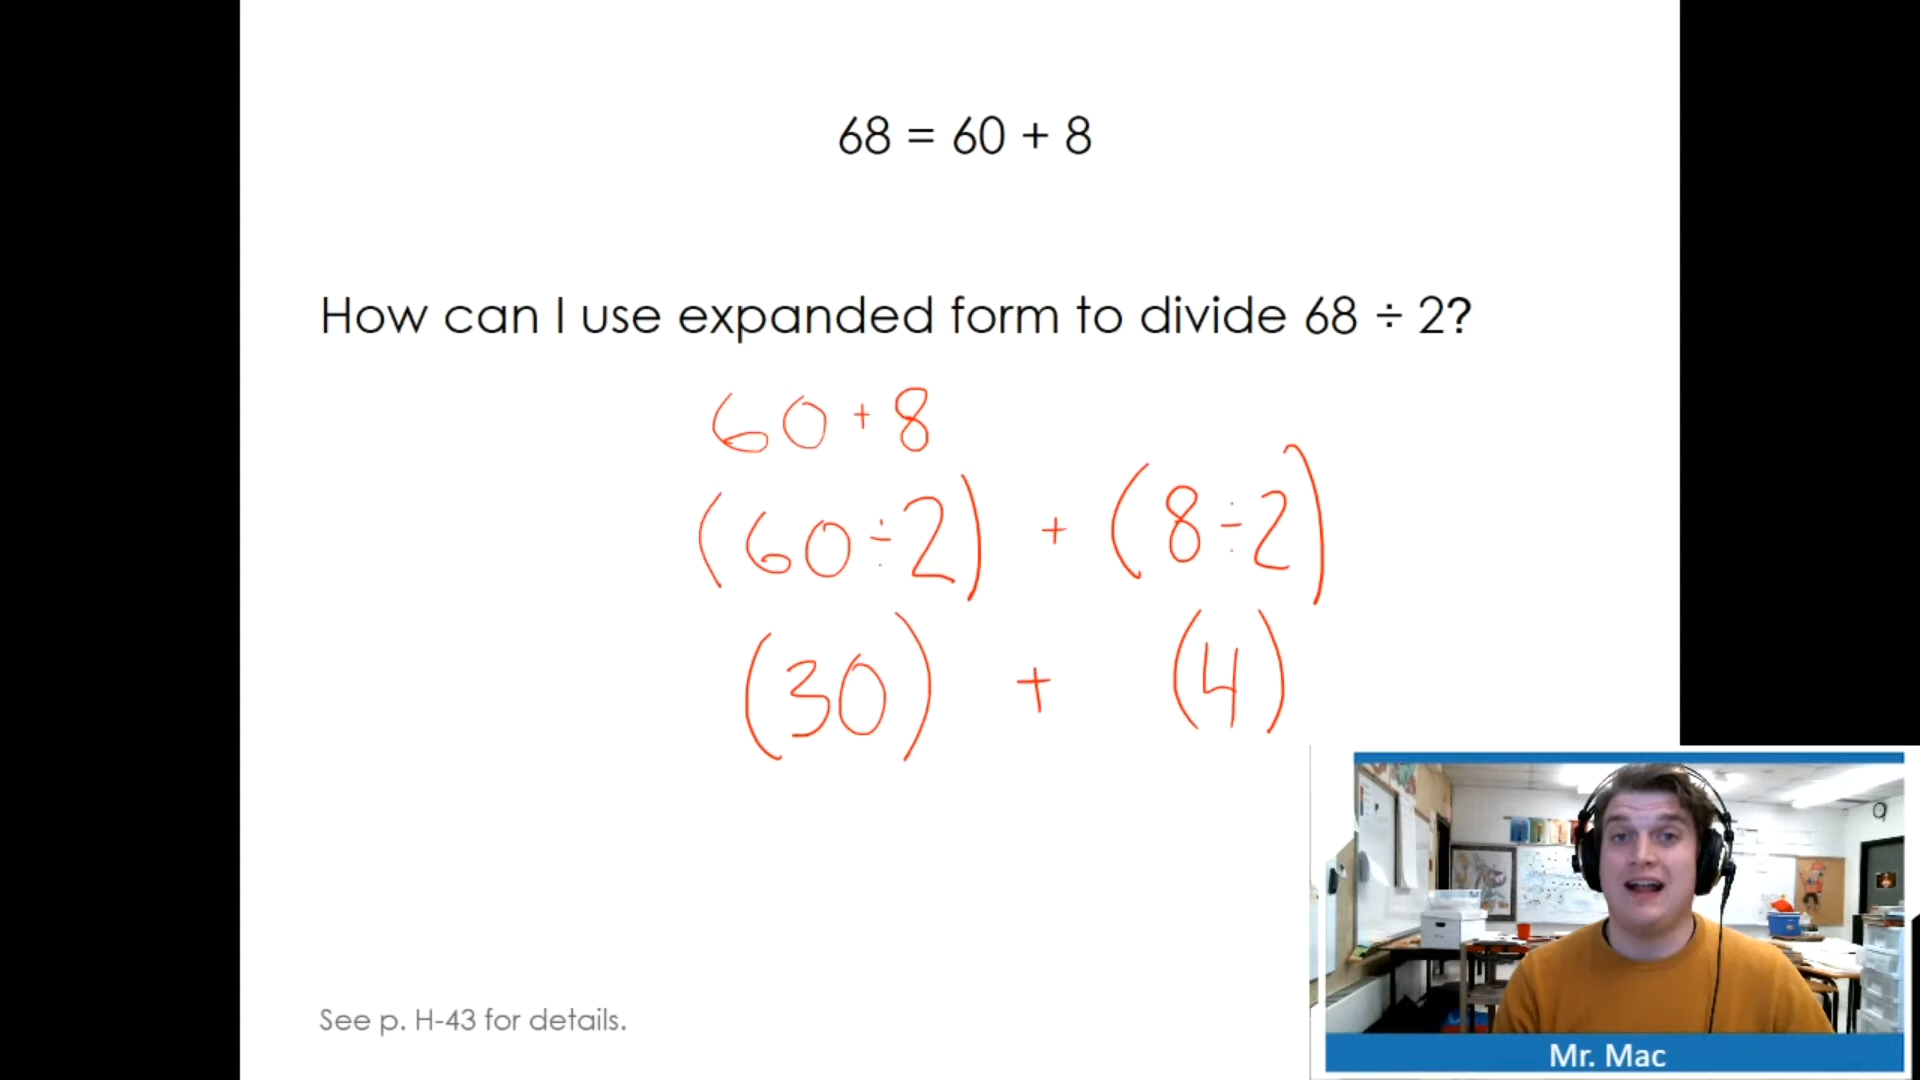 68 = 60 + 8
How can I use expanded form to divide 68 ÷ 2?
60 + 8
(60 ÷ 2) + (8 ÷ 2)
(30) + (4)
See p. H-43 for details.
Mr. Mac